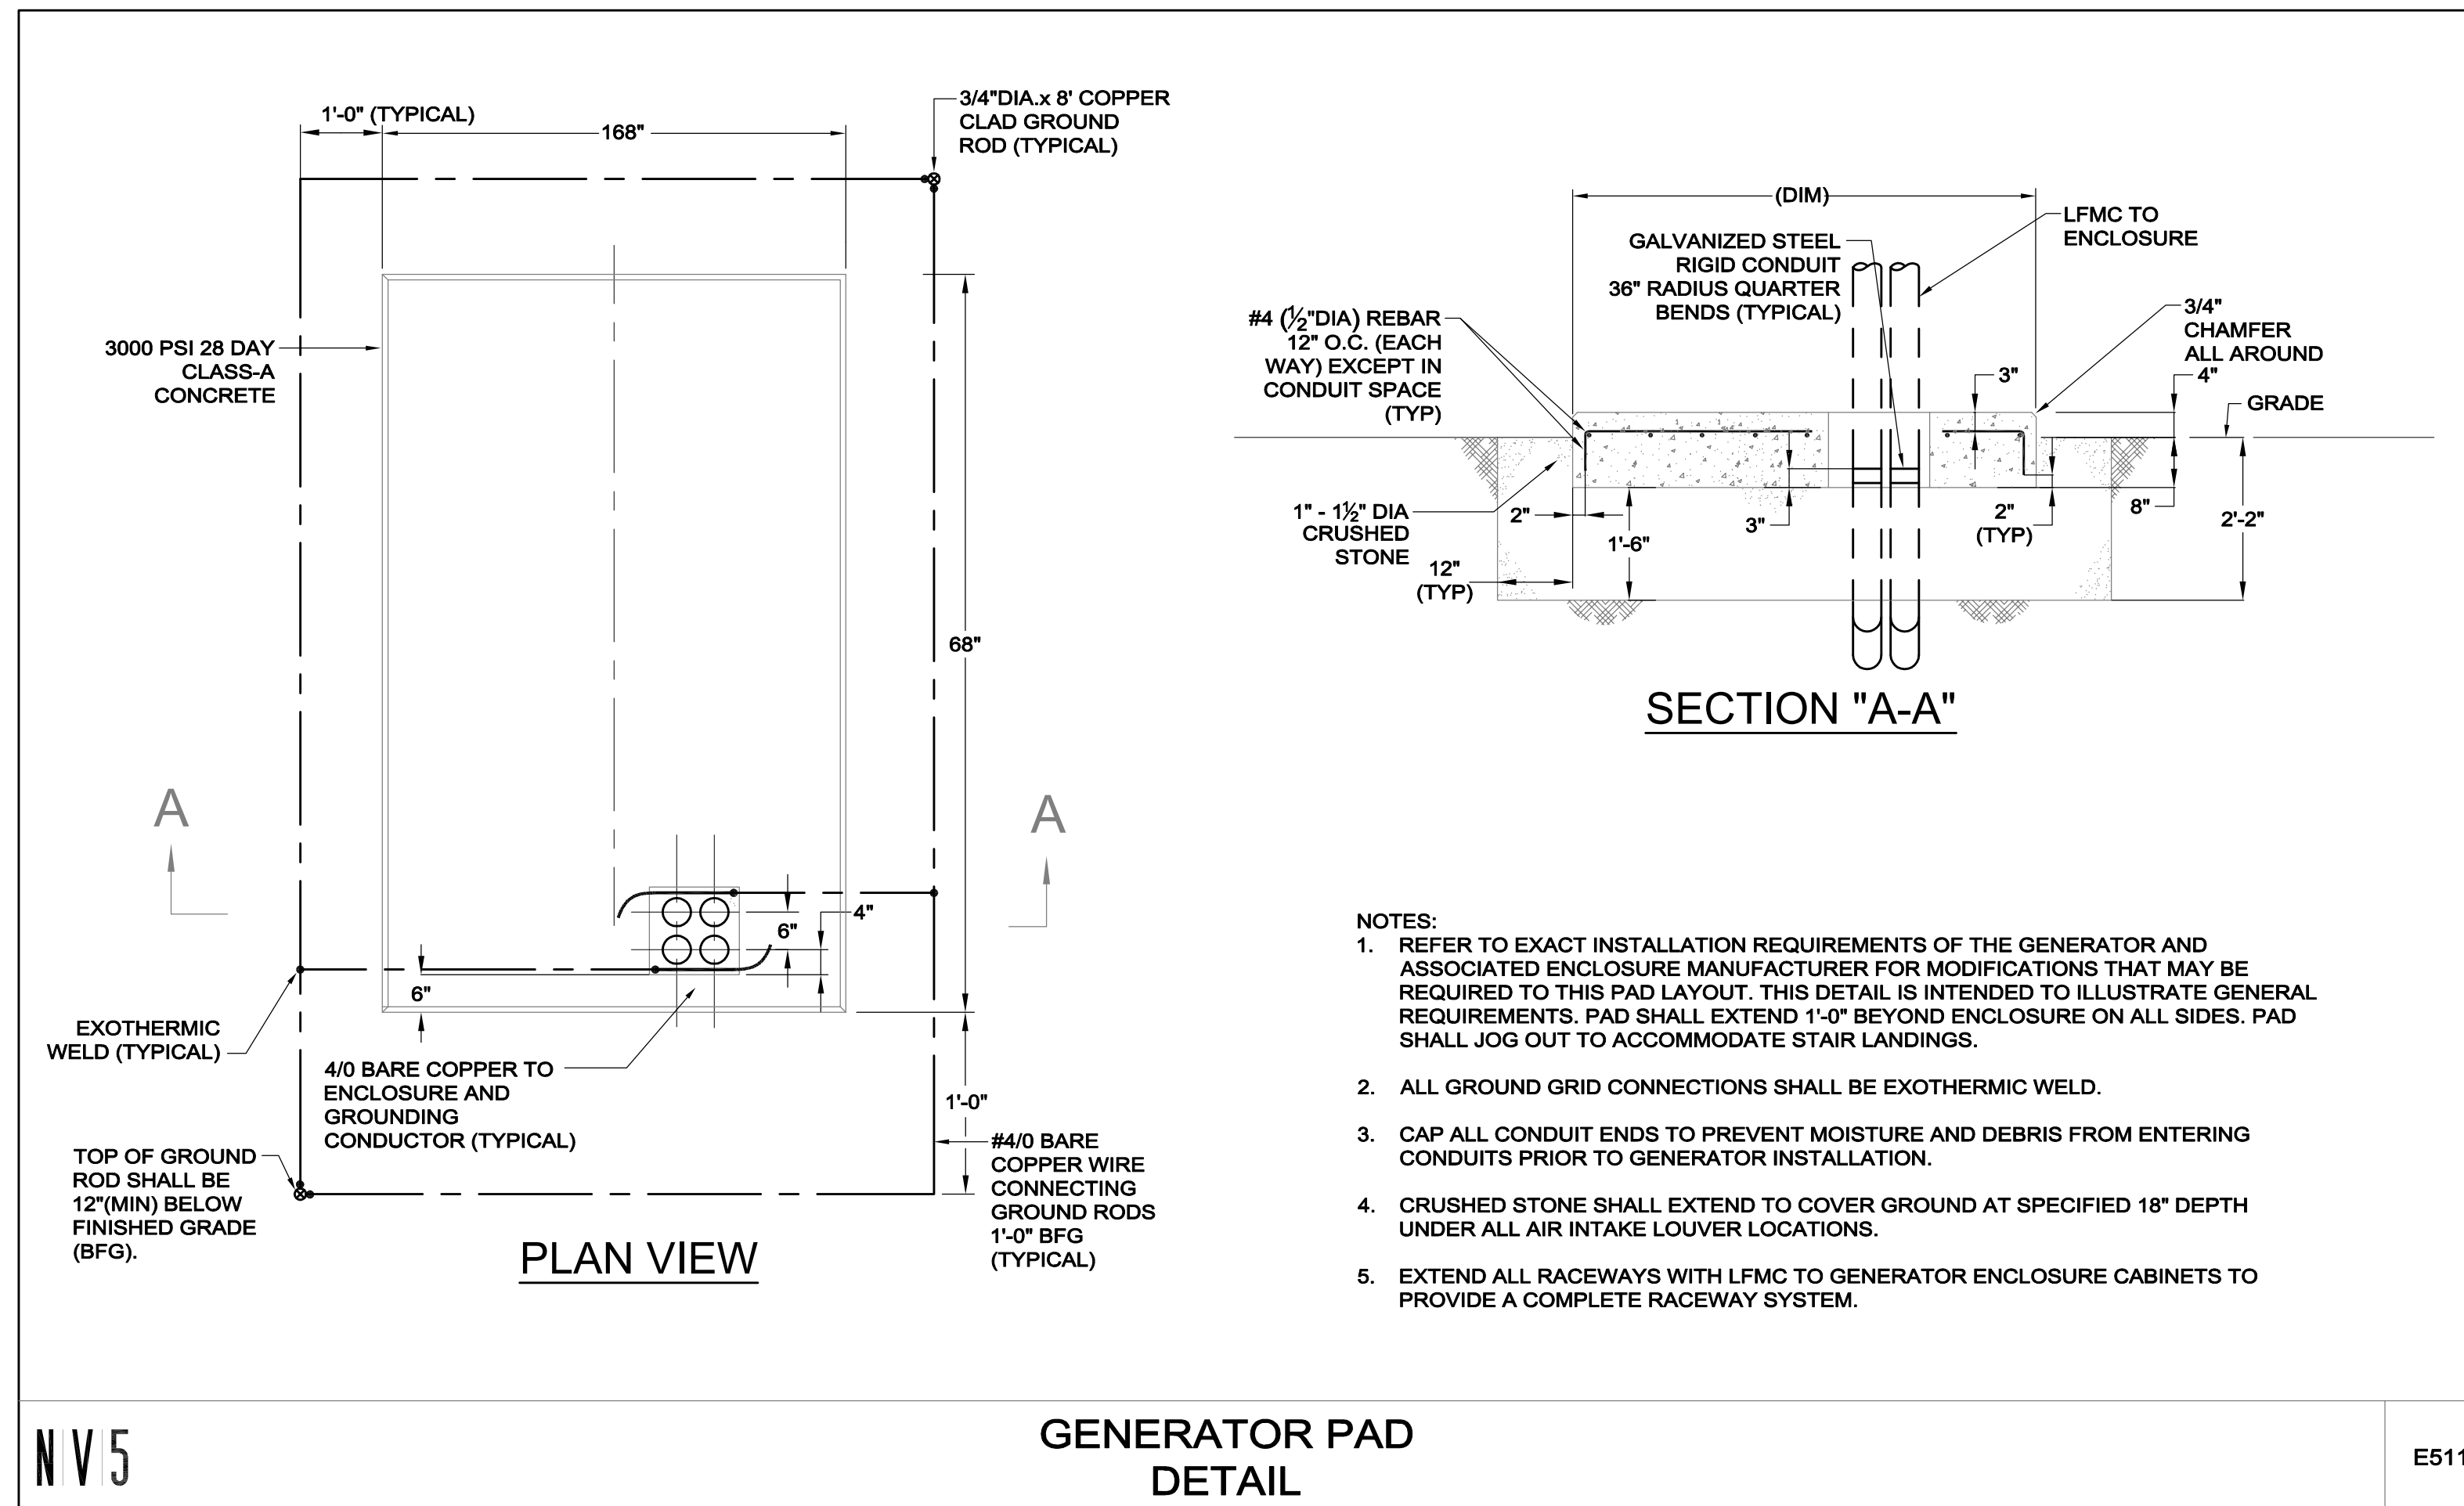 1'-0" (TYPICAL)
168"
3/4"DIA.x 8' COPPER
CLAD GROUND
ROD (TYPICAL)
3000 PSI 28 DAY
CLASS-A
CONCRETE
68"
A
A
4"
6"
6"
EXOTHERMIC
WELD (TYPICAL)
4/0 BARE COPPER TO
ENCLOSURE AND
GROUNDING
CONDUCTOR (TYPICAL)
1'-0"
#4/0 BARE
COPPER WIRE
CONNECTING
GROUND RODS
1'-0" BFG
(TYPICAL)
TOP OF GROUND
ROD SHALL BE
12"(MIN) BELOW
FINISHED GRADE
(BFG).
PLAN VIEW
(DIM)
LFMC TO
ENCLOSURE
GALVANIZED STEEL
RIGID CONDUIT
36" RADIUS QUARTER
BENDS (TYPICAL)
#4 (½"DIA) REBAR
12" O.C. (EACH
WAY) EXCEPT IN
CONDUIT SPACE
(TYP)
3/4"
CHAMFER
ALL AROUND
3"
4"
GRADE
1" - 1½" DIA
CRUSHED
STONE
2"
1'-6"
3"
2"
(TYP)
8"
2'-2"
12"
(TYP)
SECTION "A-A"
NOTES:
1. REFER TO EXACT INSTALLATION REQUIREMENTS OF THE GENERATOR AND
ASSOCIATED ENCLOSURE MANUFACTURER FOR MODIFICATIONS THAT MAY BE
REQUIRED TO THIS PAD LAYOUT. THIS DETAIL IS INTENDED TO ILLUSTRATE GENERAL
REQUIREMENTS. PAD SHALL EXTEND 1'-0" BEYOND ENCLOSURE ON ALL SIDES. PAD
SHALL JOG OUT TO ACCOMMODATE STAIR LANDINGS.
2. ALL GROUND GRID CONNECTIONS SHALL BE EXOTHERMIC WELD.
3. CAP ALL CONDUIT ENDS TO PREVENT MOISTURE AND DEBRIS FROM ENTERING
CONDUITS PRIOR TO GENERATOR INSTALLATION.
4. CRUSHED STONE SHALL EXTEND TO COVER GROUND AT SPECIFIED 18" DEPTH
UNDER ALL AIR INTAKE LOUVER LOCATIONS.
5. EXTEND ALL RACEWAYS WITH LFMC TO GENERATOR ENCLOSURE CABINETS TO
PROVIDE A COMPLETE RACEWAY SYSTEM.
NV5
GENERATOR PAD
DETAIL
E511